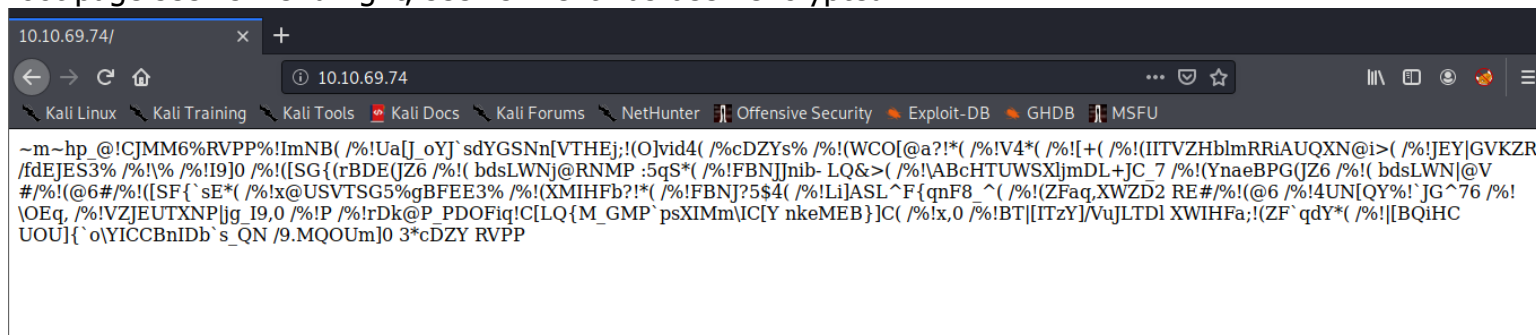 10.10.69.74/
10.10.69.74
Kali Linux Kali Training Kali Tools Kali Docs Kali Forums NetHunter Offensive Security Exploit-DB GHDB MSFU
~m~hp_@!CJMM6%RVPP%!ImNB( /%!Ua[J_oYJ`sdYGSNn[VTHEj;!(O]vid4( /%cDZYs% /%!(WCO[@a?!*( /%!V4*( /%![+( /%!(IITVZHblmRRiAUQXN@i>( /%!JEY|GVKZR
/fdEJES3% /%!\% /%!I9]0 /%!([SG{(rBDE(JZ6 /%!( bdsLWNj@RNMP :5qS*( /%!FBNJJnib- LQ&>( /%!\ABcHTUWSXljmDL+JC_7 /%!(YnaeBPG(JZ6 /%!( bdsLWN|@V
#/%!(@6#/%!([SF{`sE*( /%!x@USVTSG5%gBFEE3% /%!(XMIHFb?!*( /%!FBNJ?5$4( /%!Li]ASL^F{qnF8_^( /%!(ZFaq,XWZD2 RE#/%!(@6 /%!4UN[QY%!`JG^76 /%!
\OEq, /%!VZJEUTXNP|jg_I9,0 /%!P /%!rDk@P_PDOFiq!C[LQ{M_GMP`psXIMm\IC[Y nkeMEB}]C( /%!x,0 /%!BT|[ITzY]/VuJLTDl XWIHFa;!(ZF`qdY*( /%!|[BQiHC
UOU]{`o\YICCBnIDb`s_QN /9.MQOUm]0 3*cDZY RVPP